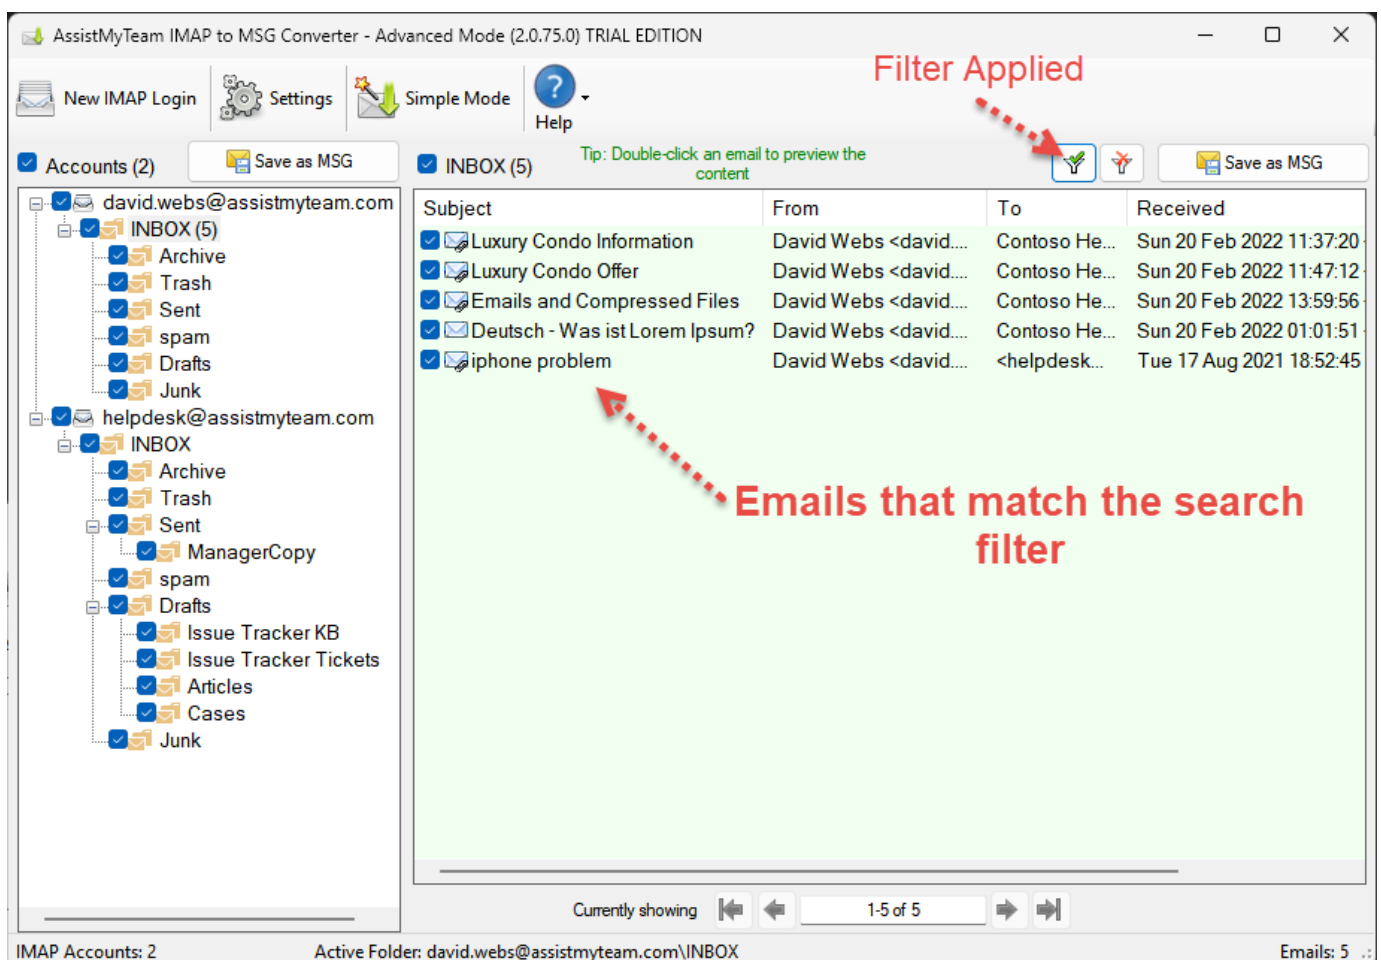 AssistMyTeam IMAP to MSG Converter - Advanced Mode (2.0.75.0) TRIAL EDITION
Filter Applied
New IMAP Login
Settings
Simple Mode
Help
Accounts (2)
Save as MSG
INBOX (5)
Tip: Double-click an email to preview the
content
Save as MSG
david.webs@assistmyteam.com
INBOX (5)
Archive
Trash
Sent
spam
Drafts
Junk
helpdesk@assistmyteam.com
INBOX
Archive
Trash
Sent
ManagerCopy
spam
Drafts
Issue Tracker KB
Issue Tracker Tickets
Articles
Cases
Junk
Subject From To Received
Luxury Condo Information David Webs <david.... Contoso He... Sun 20 Feb 2022 11:37:20
Luxury Condo Offer David Webs <david.... Contoso He... Sun 20 Feb 2022 11:47:12
Emails and Compressed Files David Webs <david.... Contoso He... Sun 20 Feb 2022 13:59:56
Deutsch - Was ist Lorem Ipsum? David Webs <david.... Contoso He... Sun 20 Feb 2022 01:01:51
iphone problem David Webs <david.... <helpdesk... Tue 17 Aug 2021 18:52:45
Emails that match the search
filter
Currently showing 1-5 of 5
IMAP Accounts: 2 Active Folder: david.webs@assistmyteam.com\INBOX Emails: 5